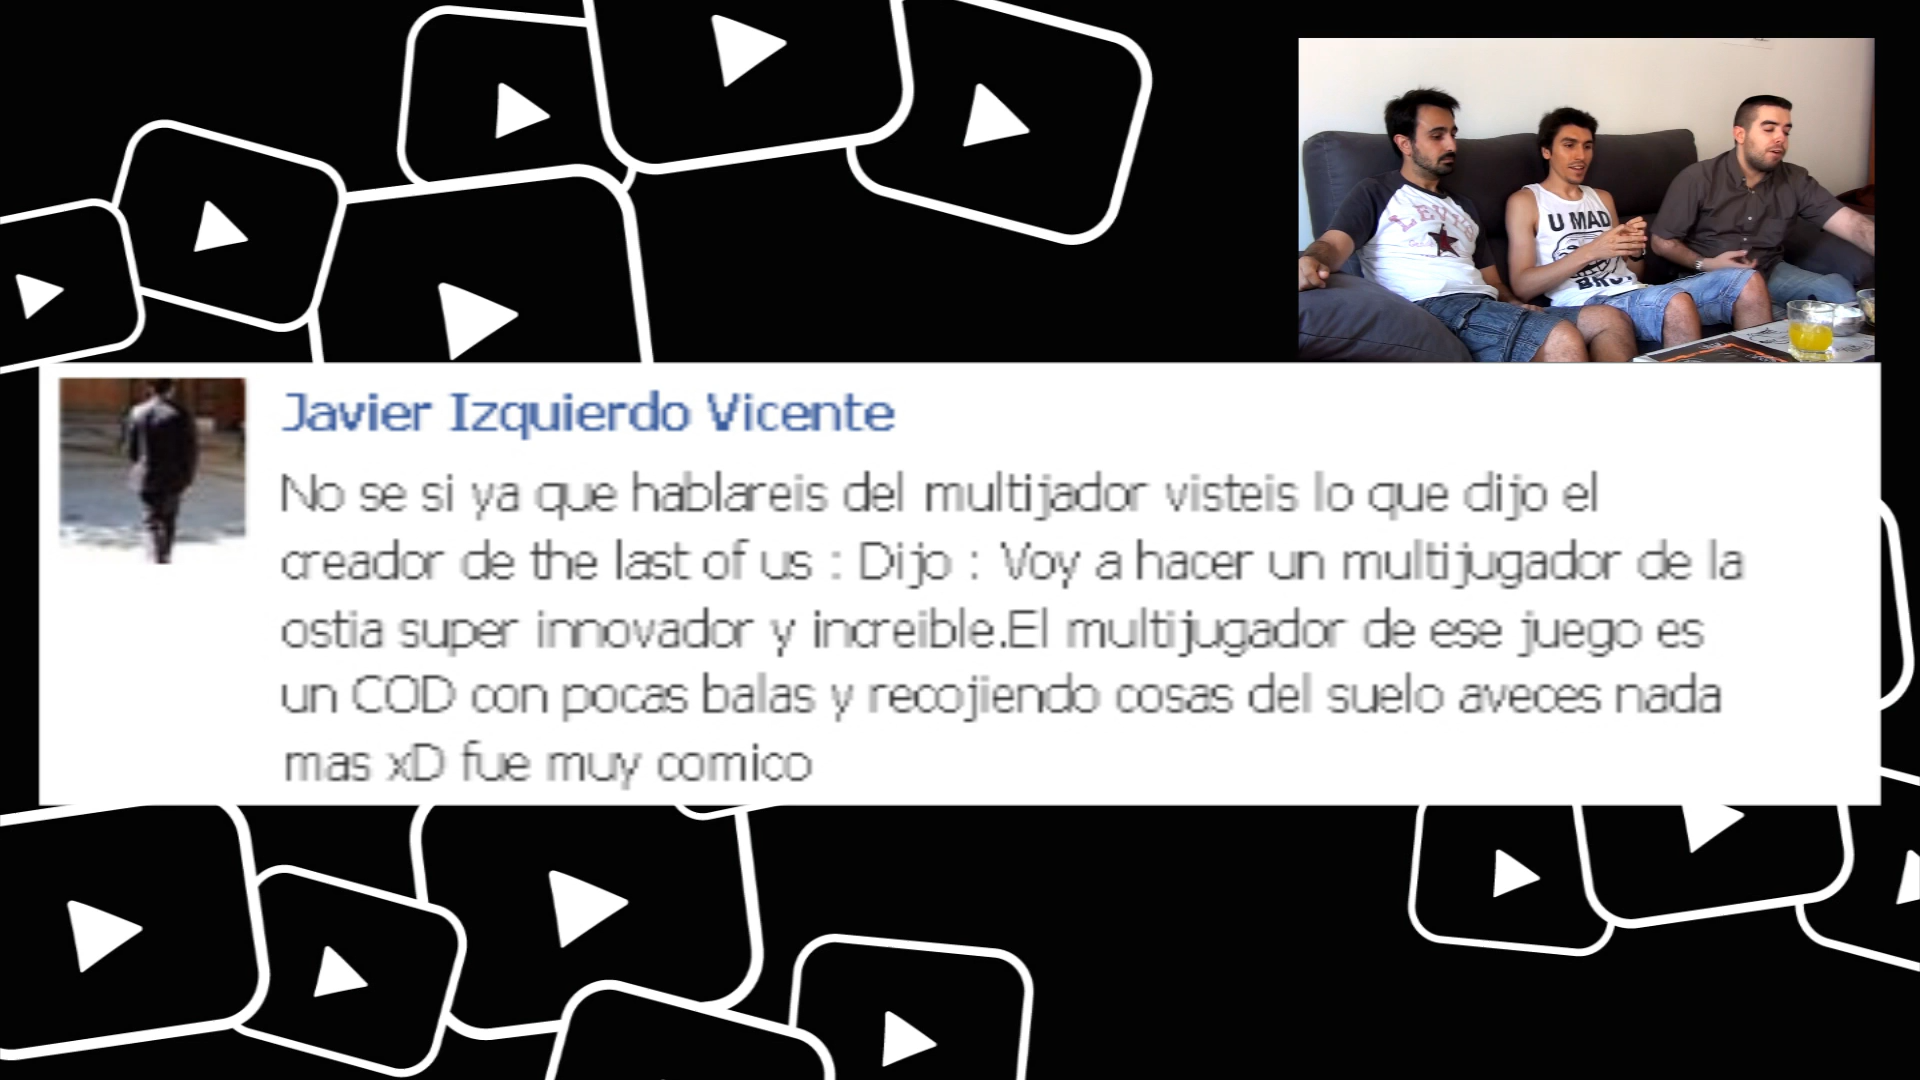 LEVI'S
U MAD
BRO?
Javier Izquierdo Vicente
No se si ya que hablareis del multijador visteis lo que dijo el
creador de the last of us : Dijo : Voy a hacer un multijugador de la
ostia super innovador y increible.El multijugador de ese juego es
un COD con pocas balas y recojiendo cosas del suelo aveces nada
mas xD fue muy comico